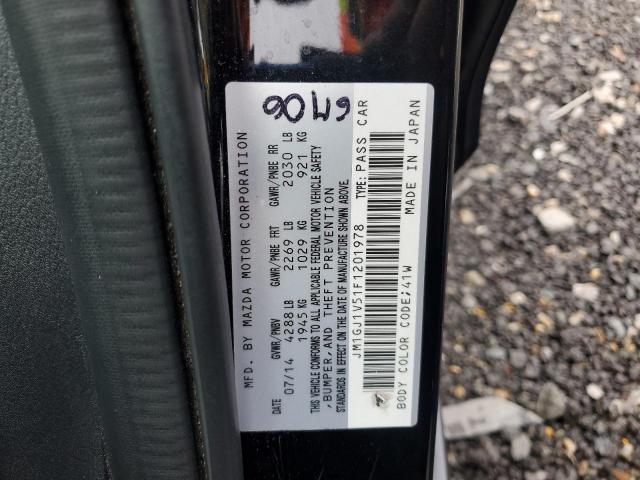 MFD. BY MAZDA MOTOR CORPORATION
DATE GVWR/PNBV GAWR/PNBE FRT GAWR/PNBE RR
07/14 4288 LB 2269 LB 2030 LB
1945 KG 1029 KG 921 KG
THIS VEHICLE CONFORMS TO ALL APPLICABLE FEDERAL MOTOR VEHICLE SAFETY
, BUMPER, AND THEFT PREVENTION
STANDARDS IN EFFECT ON THE DATE OF MANUFACTURE SHOWN ABOVE.
JM1GJ1V51F1201978 TYPE: PASS CAR
BODY COLOR CODE;41W MADE IN JAPAN